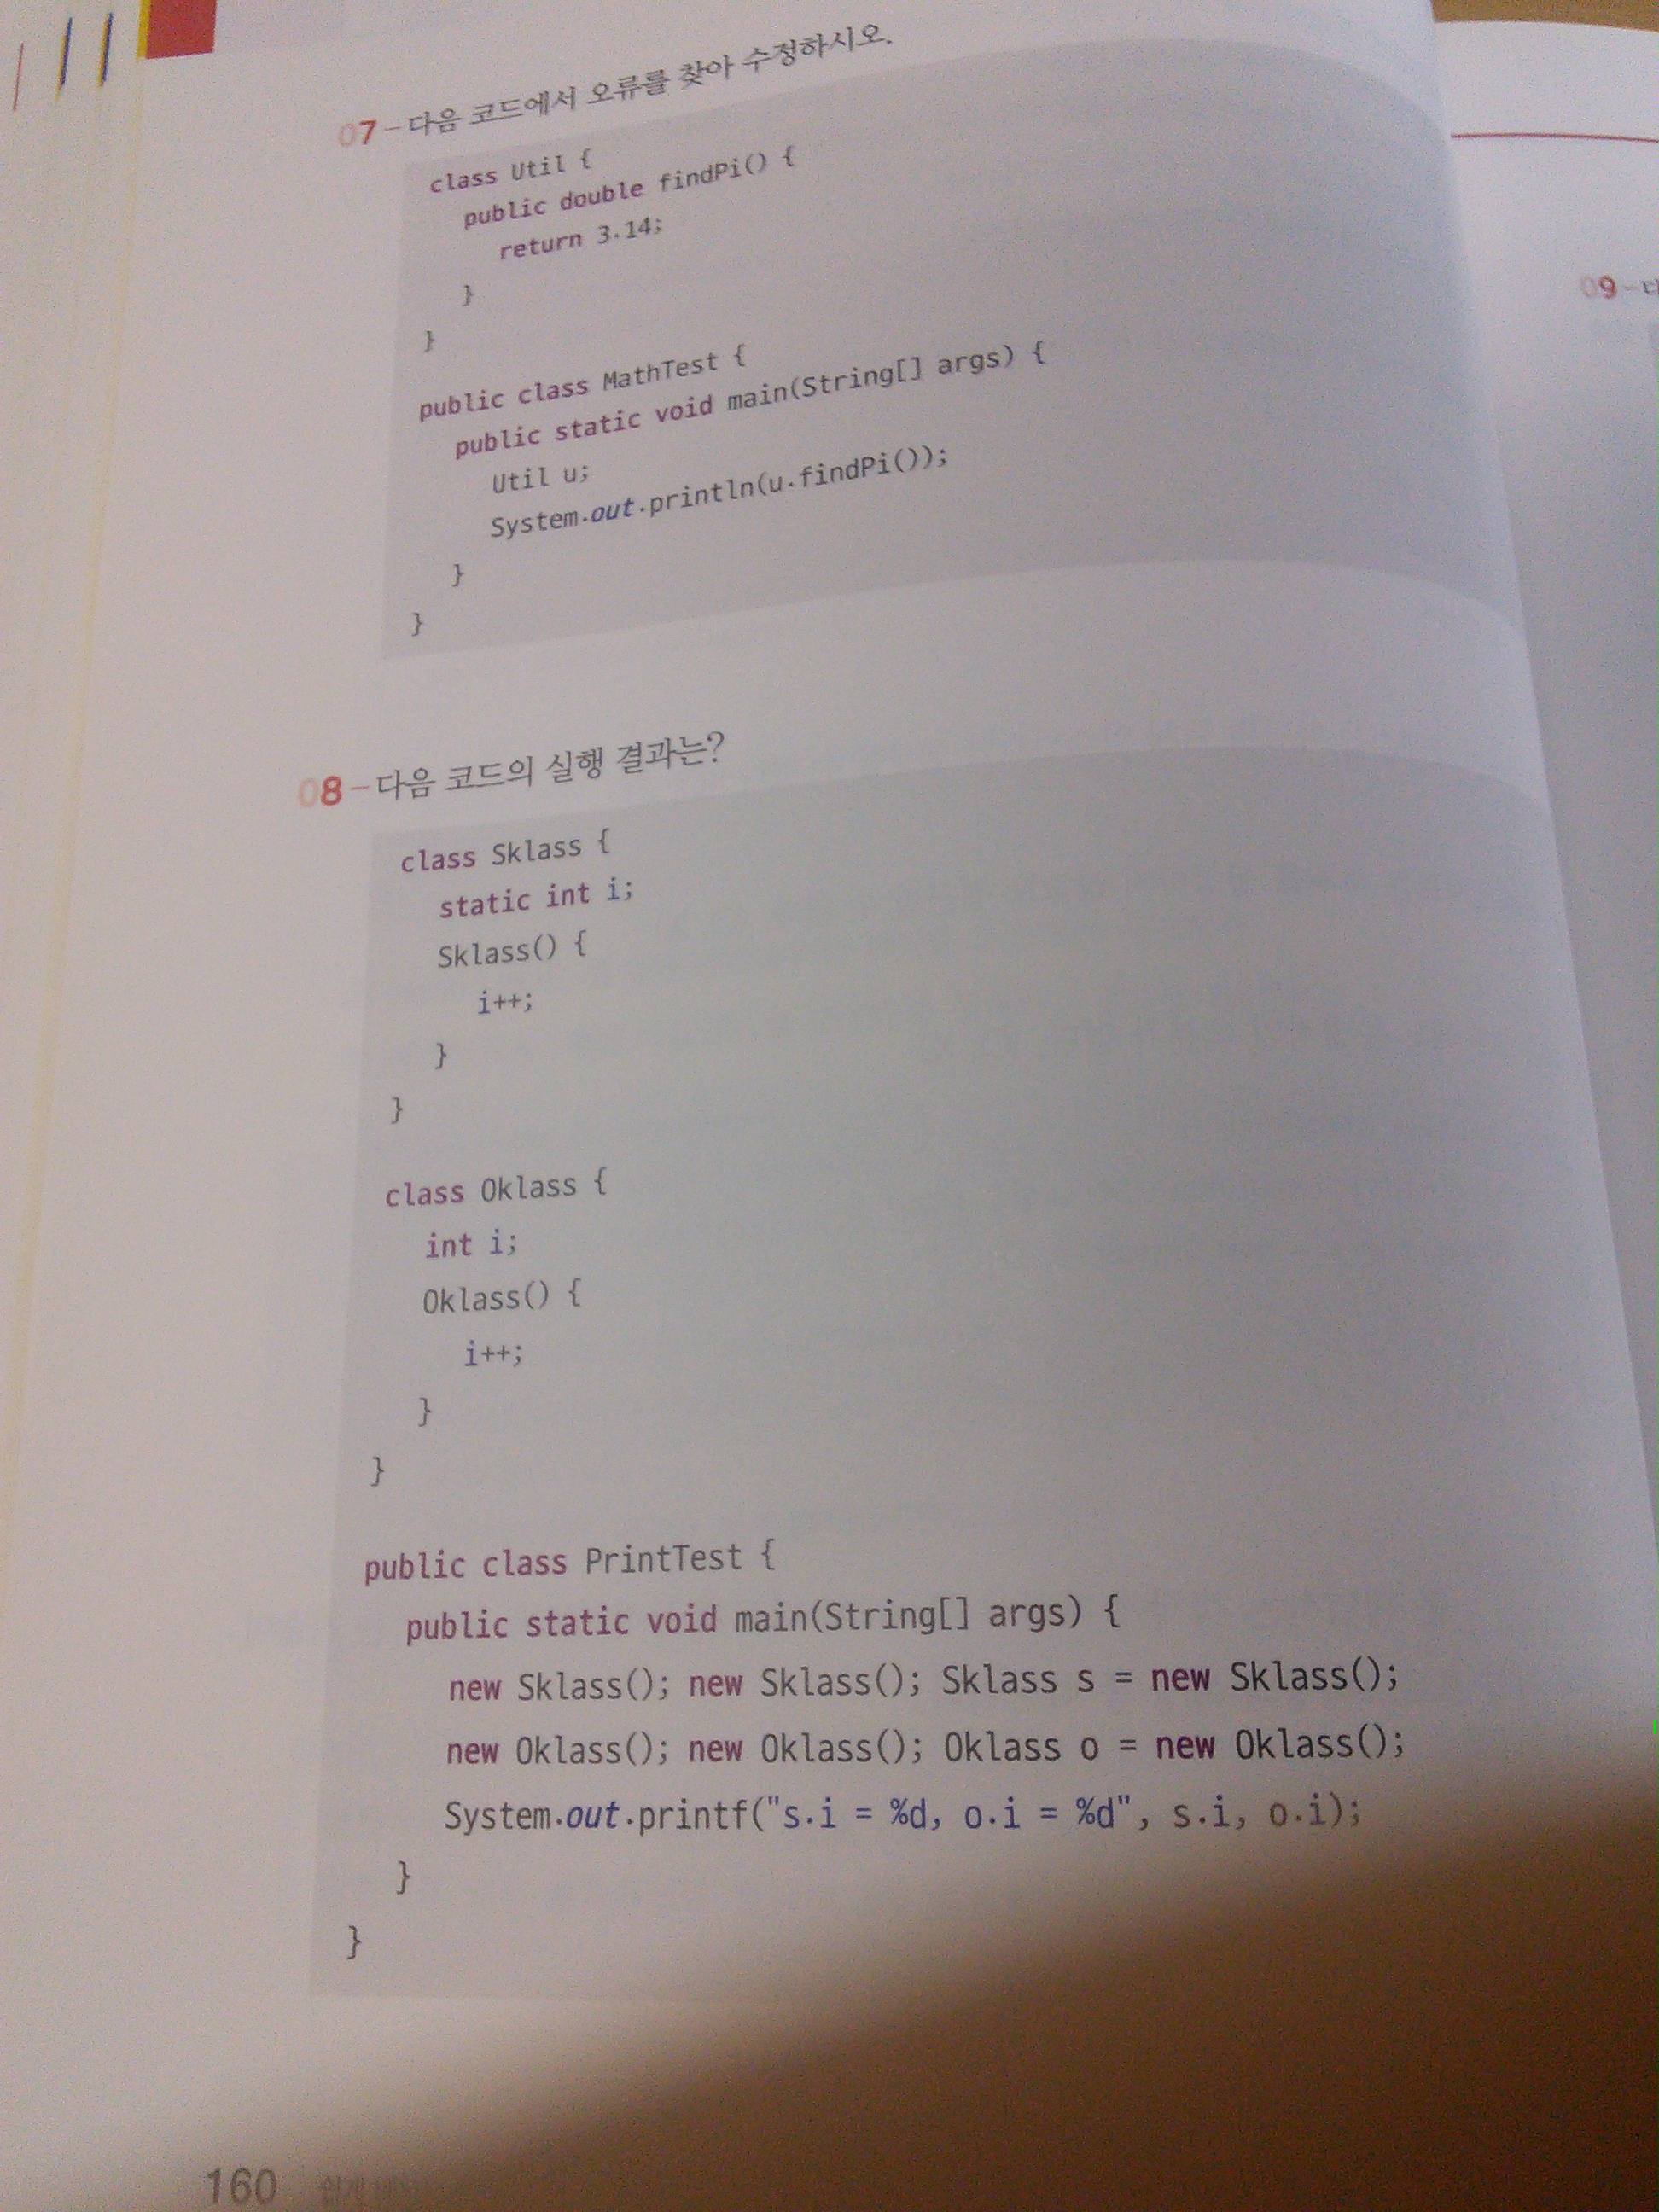 07 - 다음 코드에서 오류를 찾아 수정하시오.
class Util {
public double findPi() {
return 3.14;
}
}
public class MathTest {
public static void main(String[] args) {
Util u;
System.out.println(u.findPi());
}
}
08 - 다음 코드의 실행 결과는?
class Sklass {
static int i;
Sklass() {
i++;
}
}
class Oklass {
int i;
Oklass() {
i++;
}
}
public class PrintTest {
public static void main(String[] args) {
new Sklass(); new Sklass(); Sklass s = new Sklass();
new Oklass(); new Oklass(); Oklass o = new Oklass();
System.out.printf("s.i = %d, o.i = %d", s.i, o.i);
}
}
160 쉽게
09 -